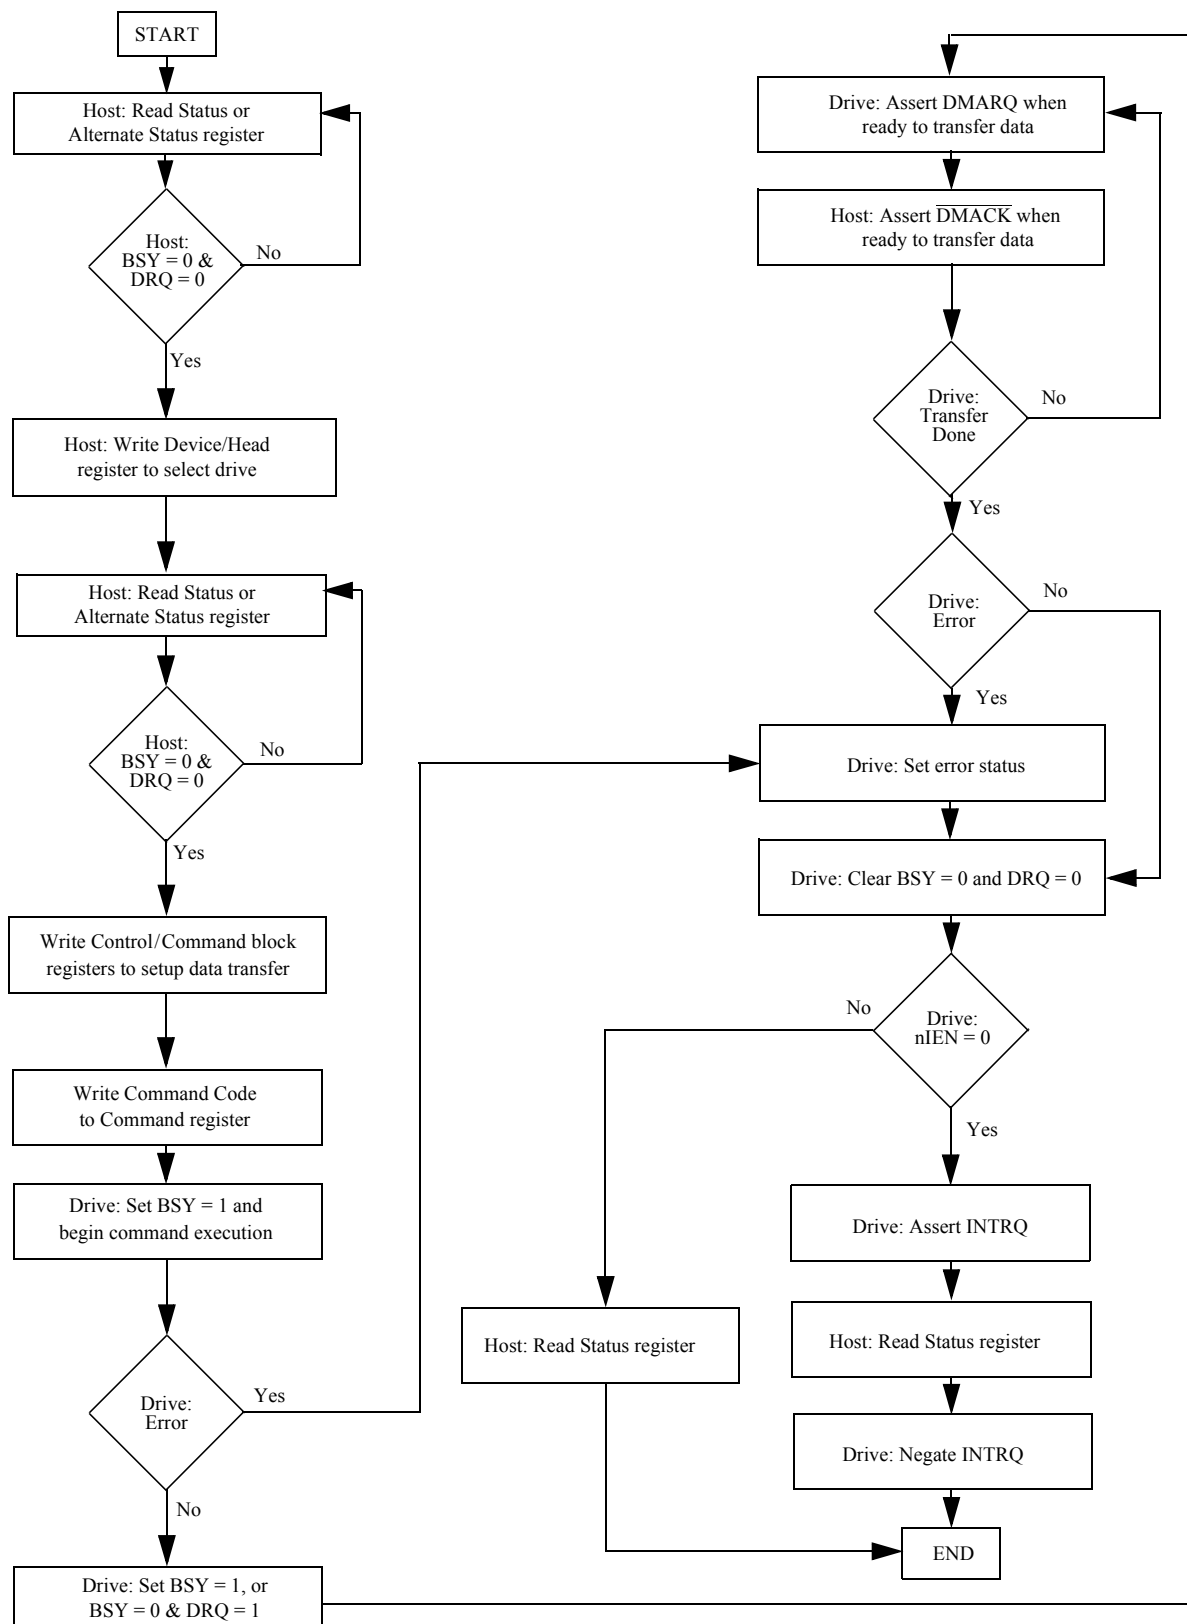 START
Host: Read Status or
Alternate Status register
Host:
BSY = 0 &
DRQ = 0
No
Yes
Host: Write Device/Head
register to select drive
Host: Read Status or
Alternate Status register
Host:
BSY = 0 &
DRQ = 0
No
Yes
Write Control/Command block
registers to setup data transfer
Write Command Code
to Command register
Drive: Set BSY = 1 and
begin command execution
Drive:
Error
Yes
No
Drive: Set BSY = 1, or
BSY = 0 & DRQ = 1
Drive: Assert DMARQ when
ready to transfer data
Host: Assert D̅M̅A̅C̅K̅ when
ready to transfer data
Drive:
Transfer
Done
No
Yes
Drive:
Error
No
Yes
Drive: Set error status
Drive: Clear BSY = 0 and DRQ = 0
Drive:
nIEN = 0
No
Yes
Host: Read Status register
Drive: Assert INTRQ
Host: Read Status register
Drive: Negate INTRQ
END